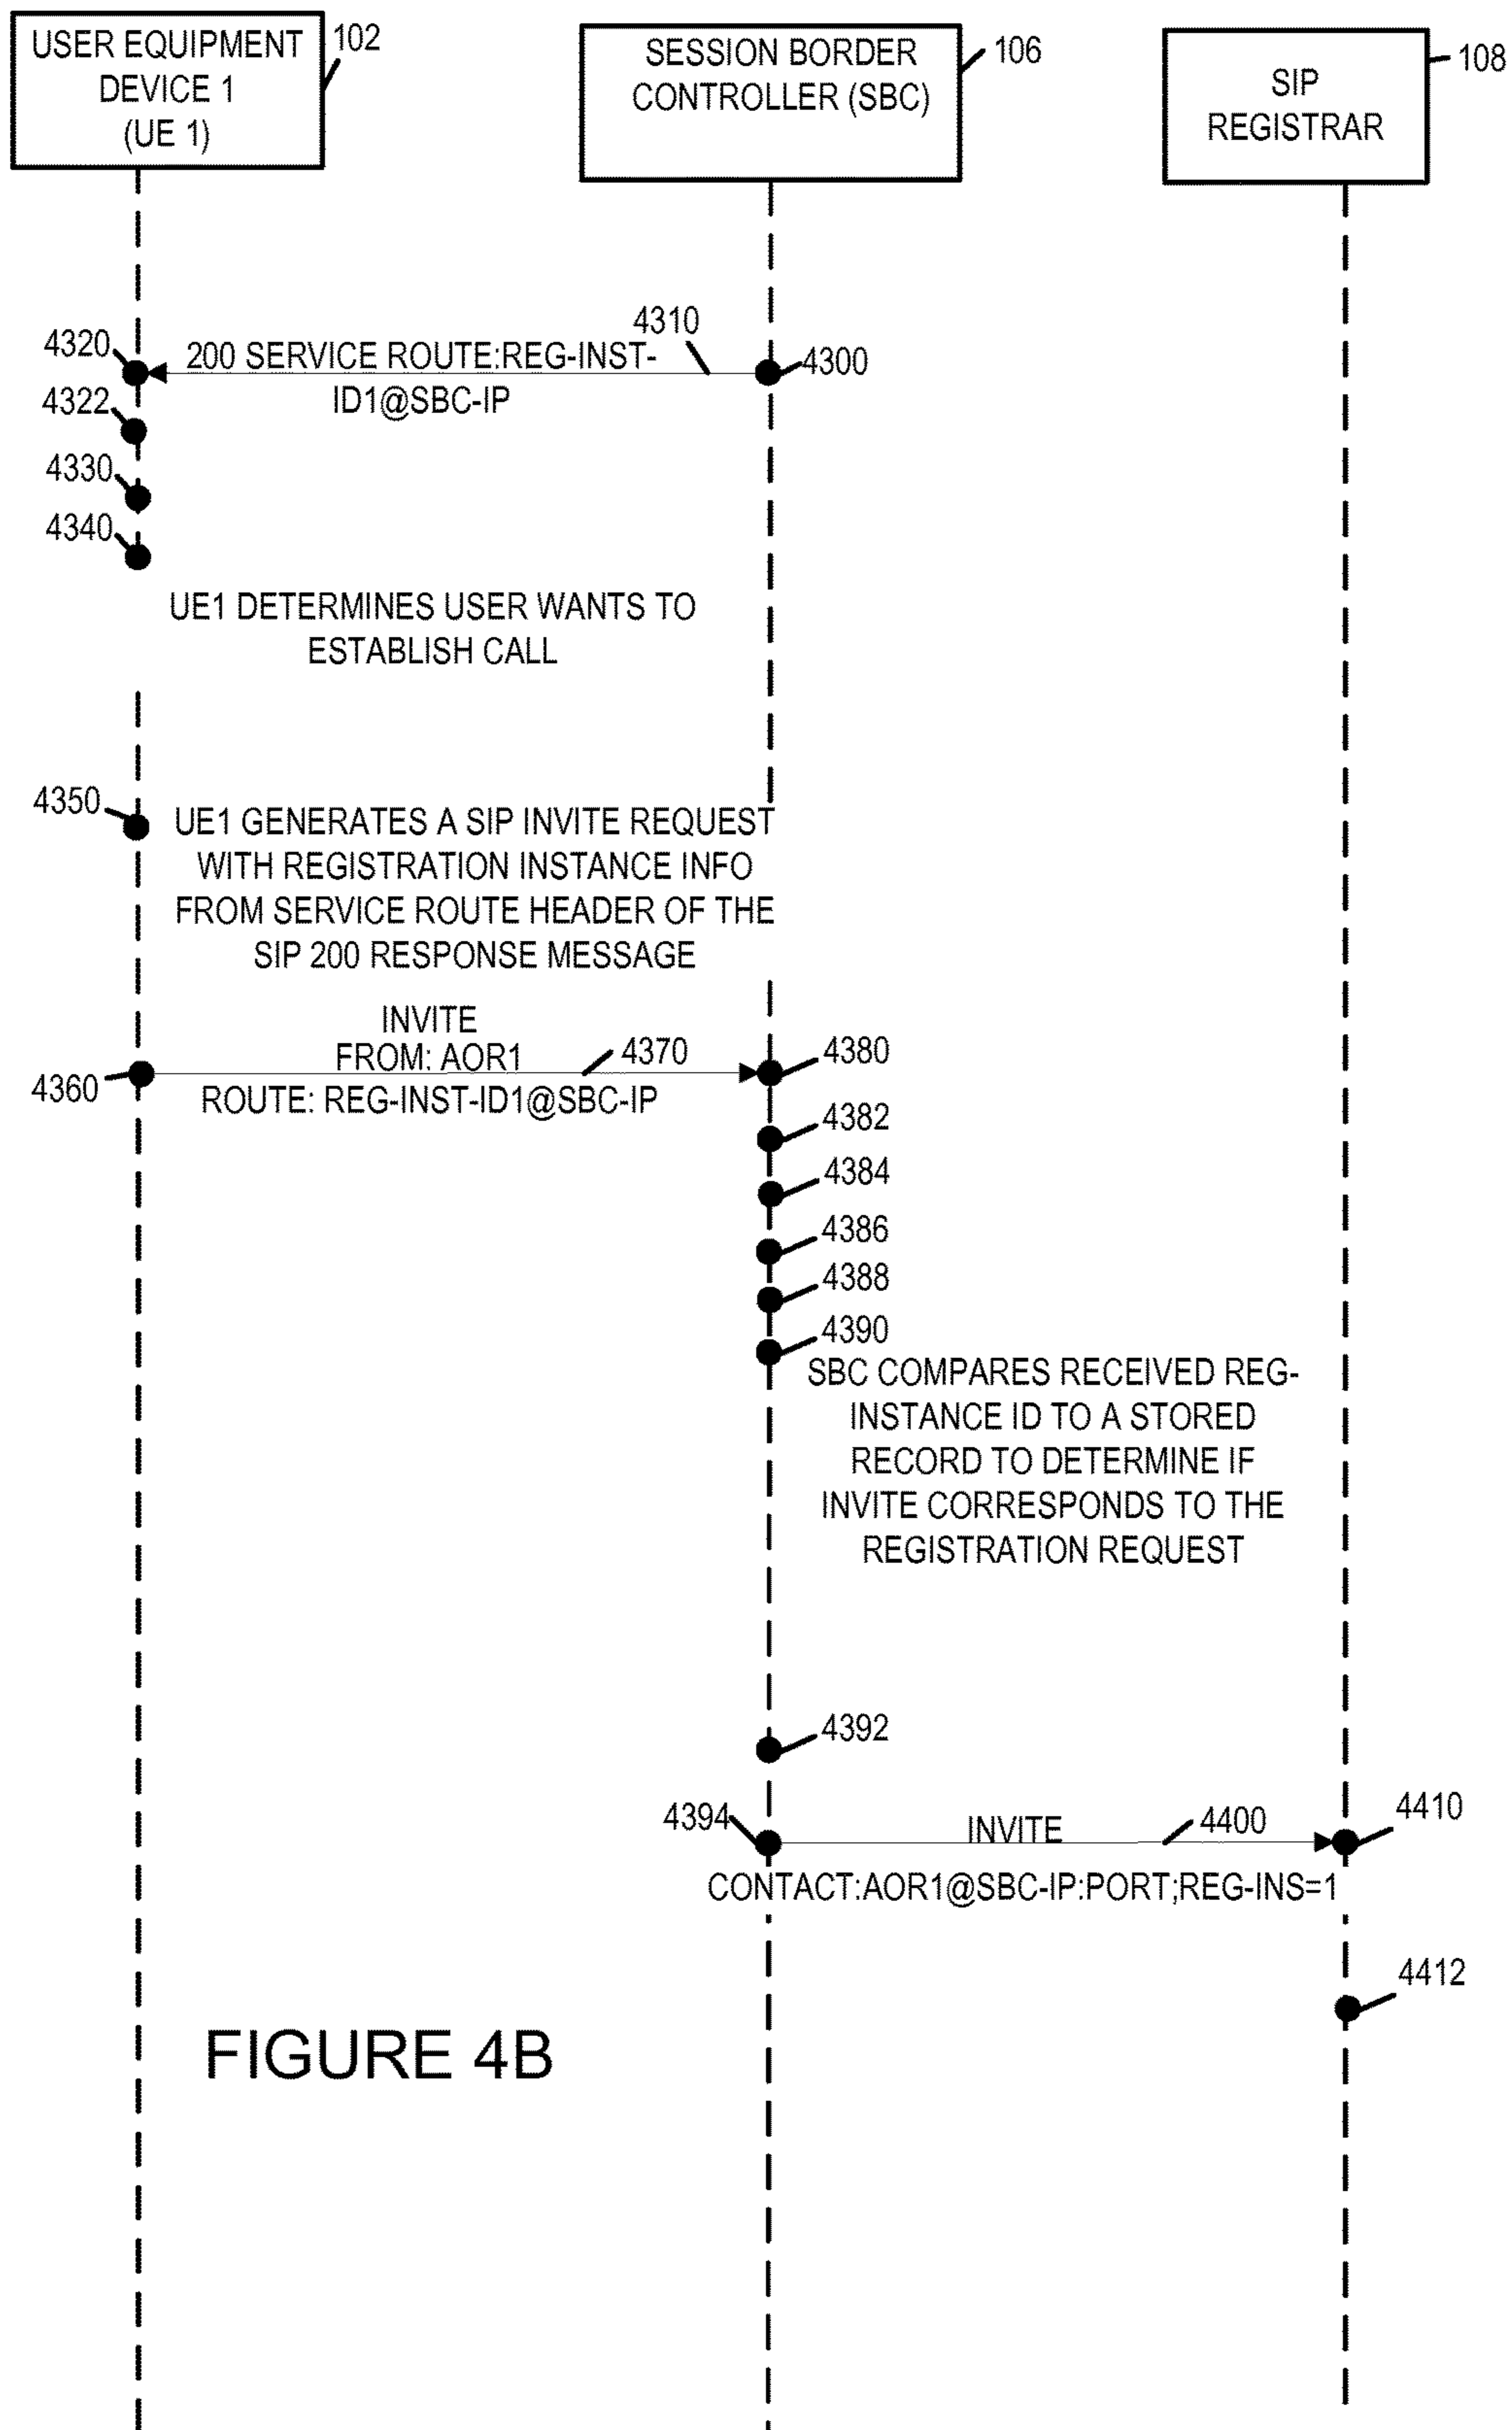 USER EQUIPMENT
DEVICE 1
(UE 1)
102
SESSION BORDER
CONTROLLER (SBC)
106
SIP
REGISTRAR
108
4310
4320
200 SERVICE ROUTE:REG-INST-
ID1@SBC-IP
4300
4322
4330
4340
UE1 DETERMINES USER WANTS TO
ESTABLISH CALL
4350
UE1 GENERATES A SIP INVITE REQUEST
WITH REGISTRATION INSTANCE INFO
FROM SERVICE ROUTE HEADER OF THE
SIP 200 RESPONSE MESSAGE
INVITE
FROM: AOR1
4370
4380
4360
ROUTE: REG-INST-ID1@SBC-IP
4382
4384
4386
4388
4390
SBC COMPARES RECEIVED REG-
INSTANCE ID TO A STORED
RECORD TO DETERMINE IF
INVITE CORRESPONDS TO THE
REGISTRATION REQUEST
4392
4394
INVITE
4400
4410
CONTACT:AOR1@SBC-IP:PORT;REG-INS=1
4412
FIGURE 4B